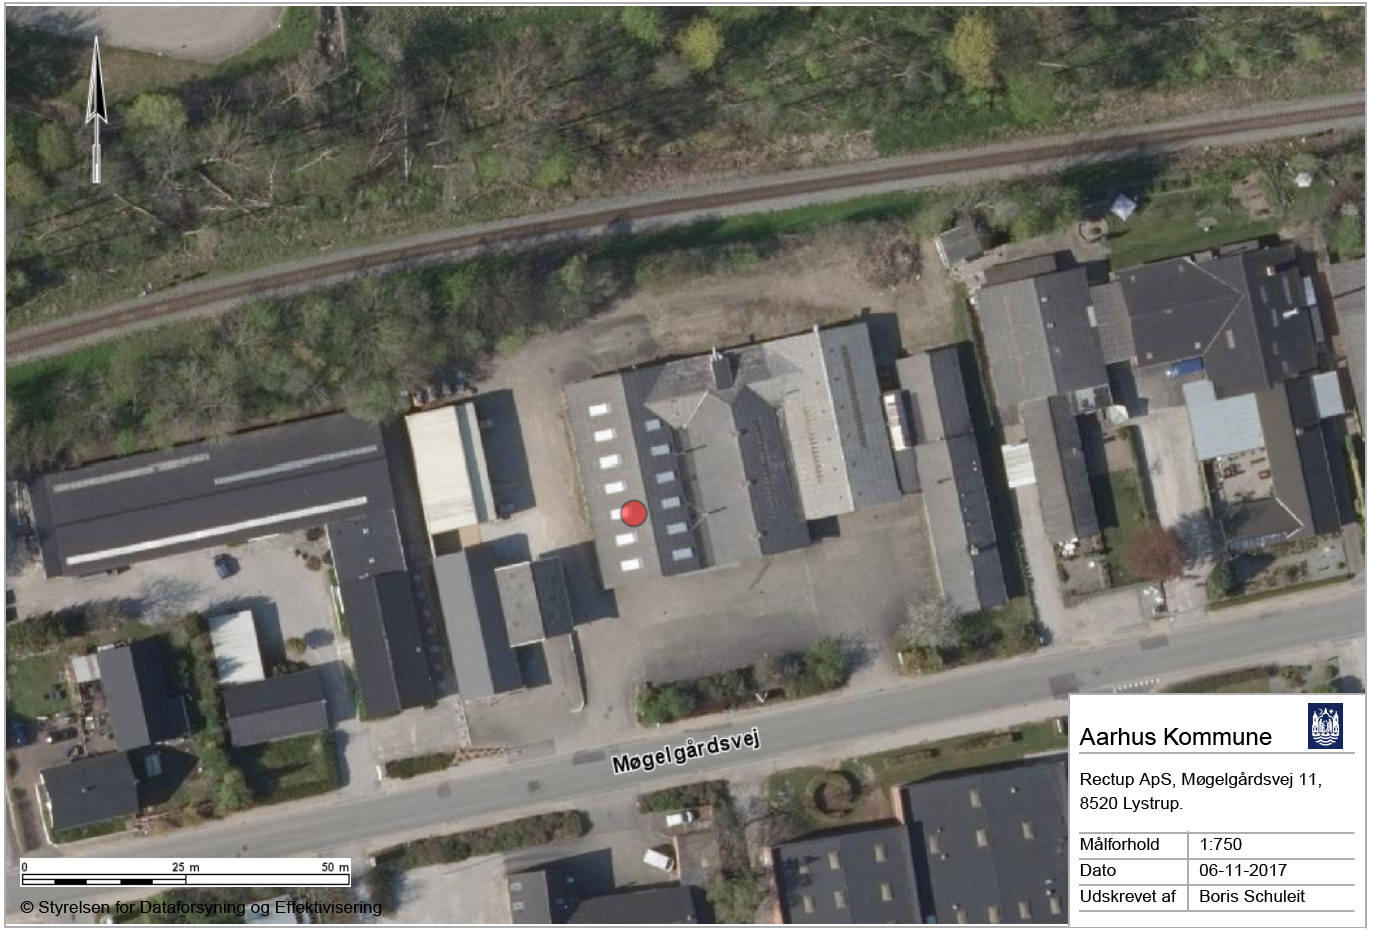 Møgelgårdsvej
Aarhus Kommune
Rectup ApS, Møgelgårdsvej 11,
8520 Lystrup.
Målforhold 1:750
Dato 06-11-2017
Udskrevet af Boris Schuleit
0 25 m 50 m
© Styrelsen for Dataforsyning og Effektivisering